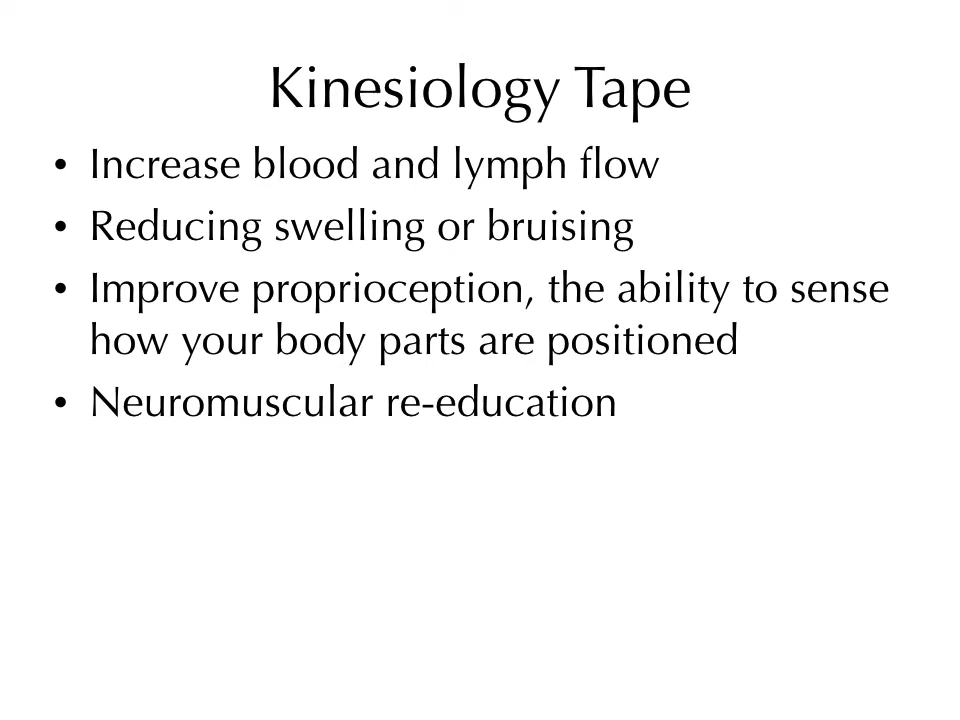 Kinesiology Tape
• Increase blood and lymph flow
• Reducing swelling or bruising
• Improve proprioception, the ability to sense
how your body parts are positioned
• Neuromuscular re-education